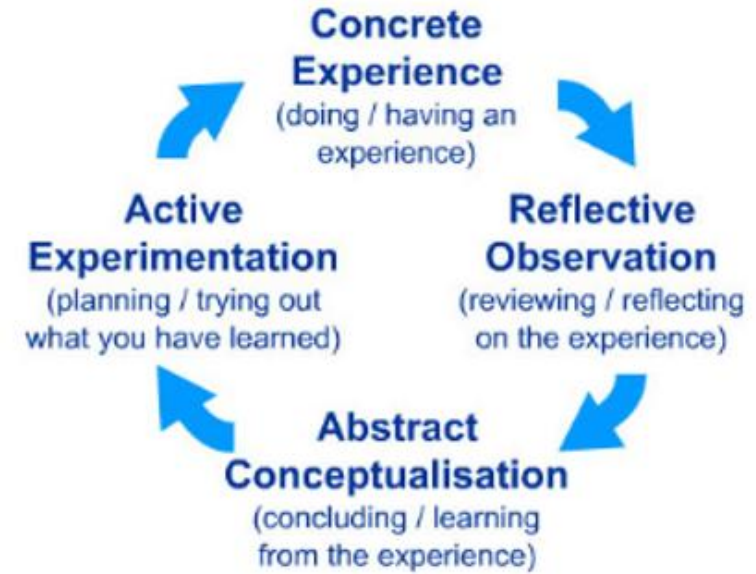 Concrete
Experience
(doing / having an
experience)
Reflective
Observation
(reviewing / reflecting
on the experience)
Abstract
Conceptualisation
(concluding / learning
from the experience)
Active
Experimentation
(planning / trying out
what you have learned)